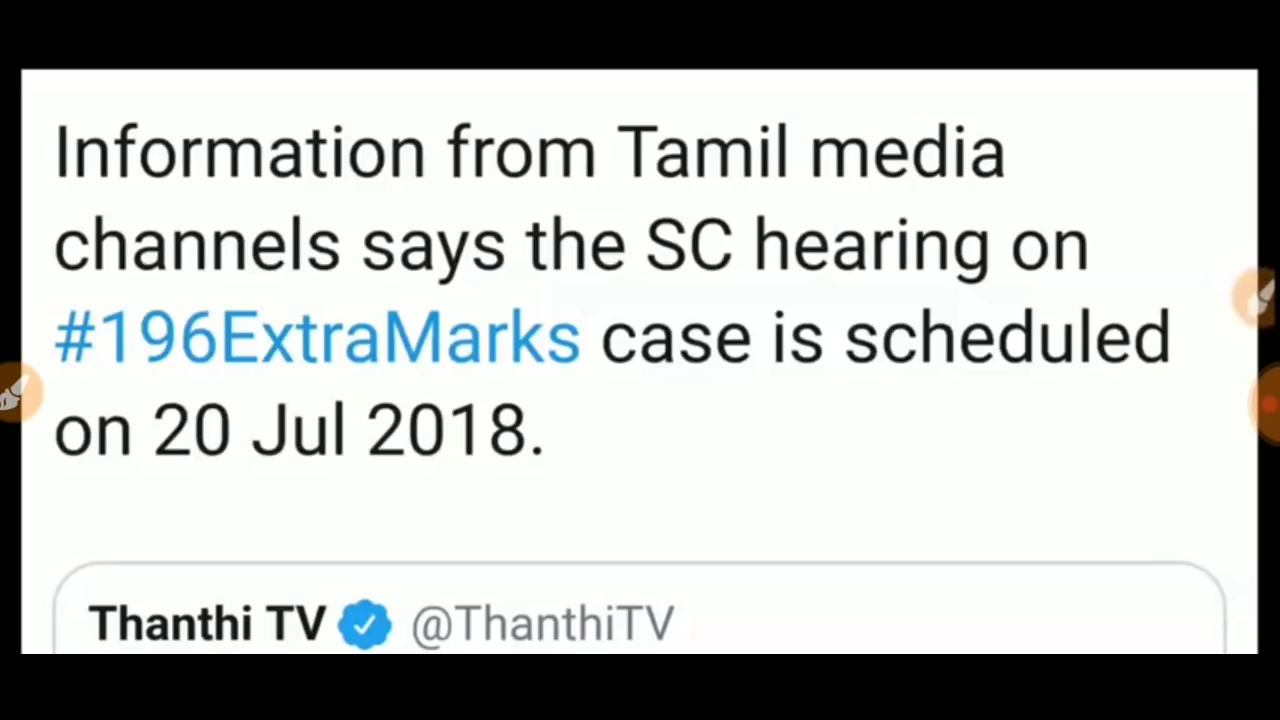 Information from Tamil media
channels says the SC hearing on
#196ExtraMarks case is scheduled
on 20 Jul 2018.
Thanthi TV @ThanthiTV